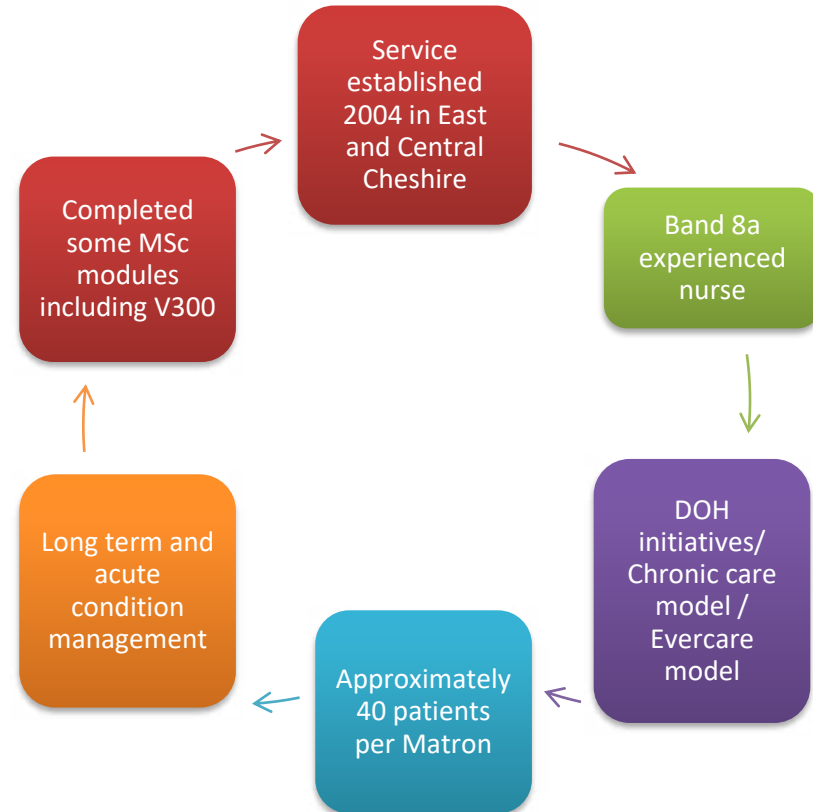 Service
established
2004 in East
and Central
Cheshire
Band 8a
experienced
nurse
DOH
initiatives/
Chronic care
model /
Evercare
model
Approximately
40 patients
per Matron
Long term and
acute
condition
management
Completed
some MSc
modules
including V300